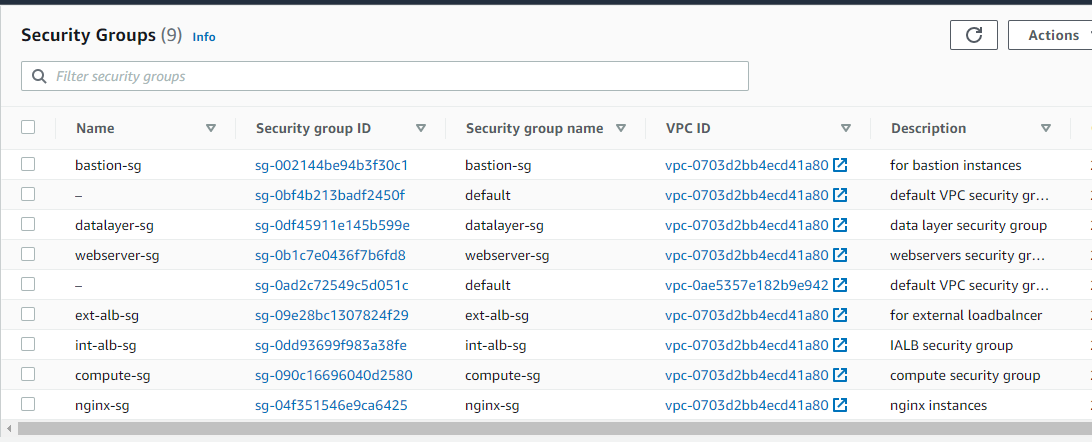 Security Groups (9) Info
Actions
Filter security groups
Name Security group ID Security group name VPC ID Description
bastion-sg sg-002144be94b3f30c1 bastion-sg vpc-0703d2bb4ecd41a80 for bastion instances
– sg-0bf4b213badf2450f default vpc-0703d2bb4ecd41a80 default VPC security gr...
datalayer-sg sg-0df45911e145b599e datalayer-sg vpc-0703d2bb4ecd41a80 data layer security group
webserver-sg sg-0b1c7e0436f7b6fd8 webserver-sg vpc-0703d2bb4ecd41a80 webservers security gr...
– sg-0ad2c72549c5d051c default vpc-0ae5357e182b9e942 default VPC security gr...
ext-alb-sg sg-09e28bc1307824f29 ext-alb-sg vpc-0703d2bb4ecd41a80 for external loadbalncer
int-alb-sg sg-0dd93699f983a38fe int-alb-sg vpc-0703d2bb4ecd41a80 IALB security group
compute-sg sg-090c16696040d2580 compute-sg vpc-0703d2bb4ecd41a80 compute security group
nginx-sg sg-04f351546e9ca6425 nginx-sg vpc-0703d2bb4ecd41a80 nginx instances